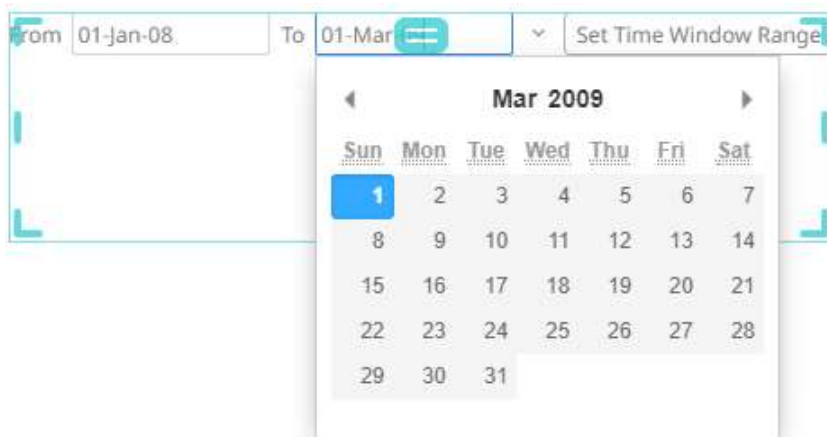 From 01-Jan-08 To 01-Mar Set Time Window Range
Mar 2009
Sun Mon Tue Wed Thu Fri Sat
1 2 3 4 5 6 7
8 9 10 11 12 13 14
15 16 17 18 19 20 21
22 23 24 25 26 27 28
29 30 31